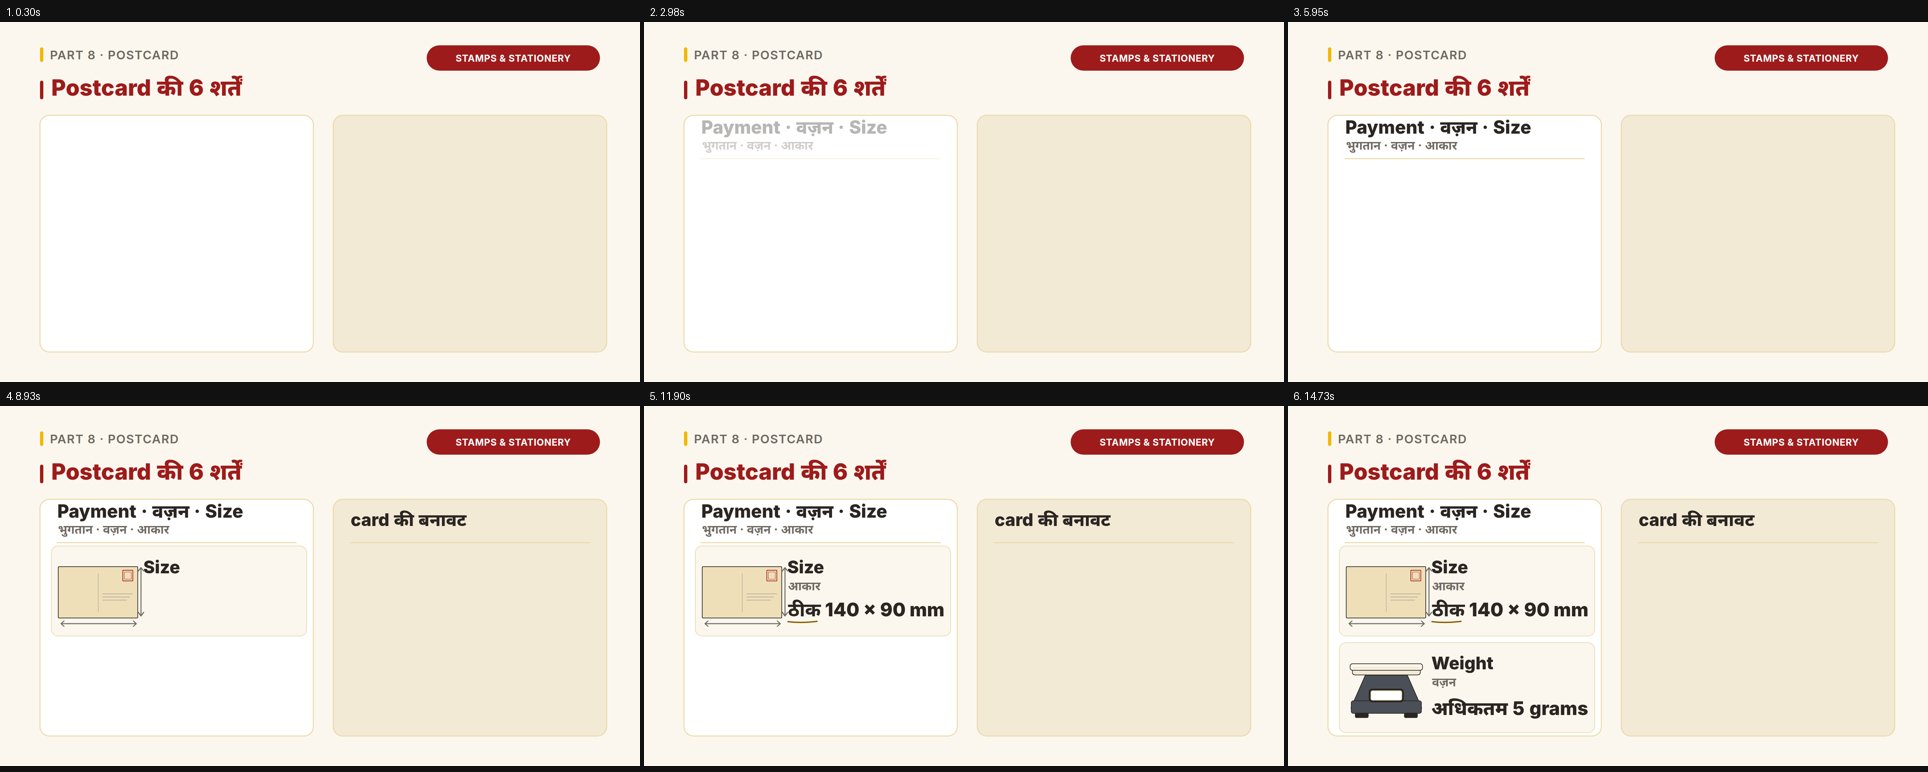 1. 0.30s
PART 8 · POSTCARD
STAMPS & STATIONERY
Postcard की 6 शर्तें
2. 2.98s
PART 8 · POSTCARD
STAMPS & STATIONERY
Postcard की 6 शर्तें
Payment · वज़न · Size
भुगतान · वज़न · आकार
3. 5.95s
PART 8 · POSTCARD
STAMPS & STATIONERY
Postcard की 6 शर्तें
Payment · वज़न · Size
भुगतान · वज़न · आकार
4. 8.93s
PART 8 · POSTCARD
STAMPS & STATIONERY
Postcard की 6 शर्तें
Payment · वज़न · Size
भुगतान · वज़न · आकार
Size
card की बनावट
5. 11.90s
PART 8 · POSTCARD
STAMPS & STATIONERY
Postcard की 6 शर्तें
Payment · वज़न · Size
भुगतान · वज़न · आकार
Size
आकार
ठीक 140 × 90 mm
card की बनावट
6. 14.73s
PART 8 · POSTCARD
STAMPS & STATIONERY
Postcard की 6 शर्तें
Payment · वज़न · Size
भुगतान · वज़न · आकार
Size
आकार
ठीक 140 × 90 mm
Weight
वज़न
अधिकतम 5 grams
card की बनावट